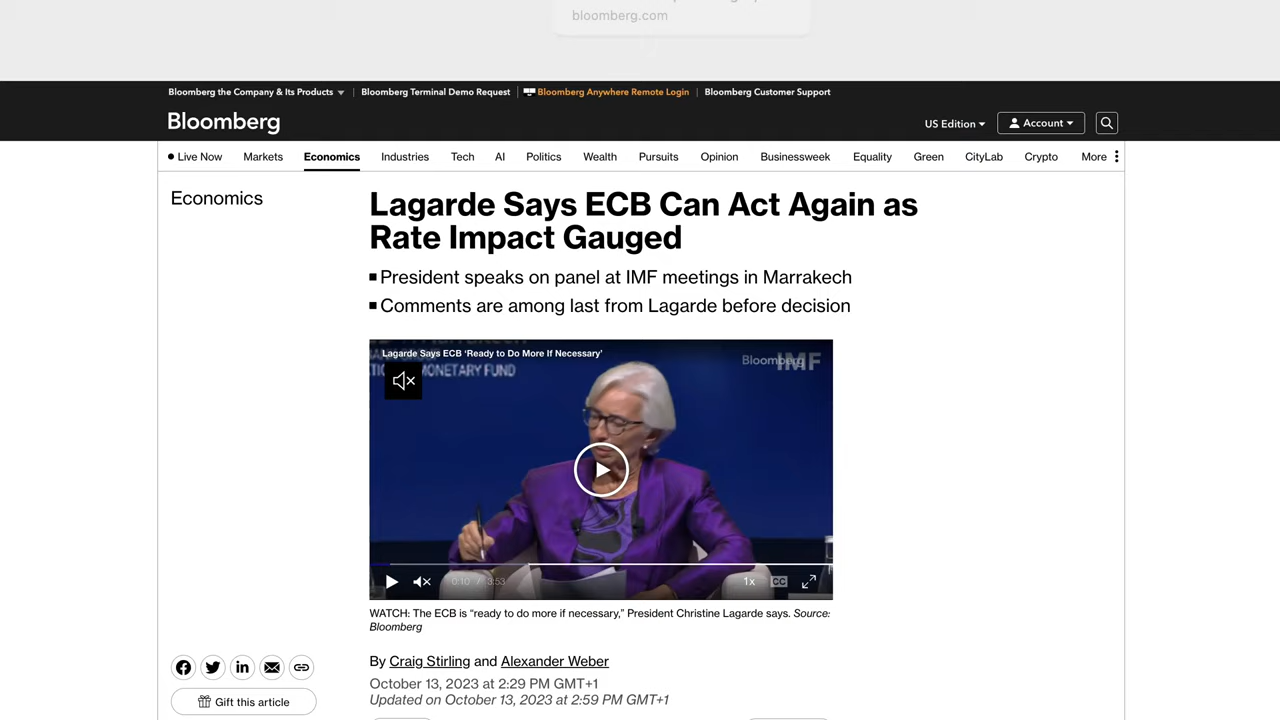 bloomberg.com
Bloomberg the Company & Its Products
Bloomberg Terminal Demo Request
Bloomberg Anywhere Remote Login
Bloomberg Customer Support
Bloomberg
US Edition
Account
Live Now
Markets
Economics
Industries
Tech
AI
Politics
Wealth
Pursuits
Opinion
Businessweek
Equality
Green
CityLab
Crypto
More
Economics
Lagarde Says ECB Can Act Again as
Rate Impact Gauged
President speaks on panel at IMF meetings in Marrakech
Comments are among last from Lagarde before decision
Lagarde Says ECB ‘Ready to Do More If Necessary’
Bloomberg
IMF
MONETARY FUND
0:10 / 3:53
1x
CC
WATCH: The ECB is “ready to do more if necessary,” President Christine Lagarde says. Source:
Bloomberg
By Craig Stirling and Alexander Weber
October 13, 2023 at 2:29 PM GMT+1
Updated on October 13, 2023 at 2:59 PM GMT+1
Gift this article